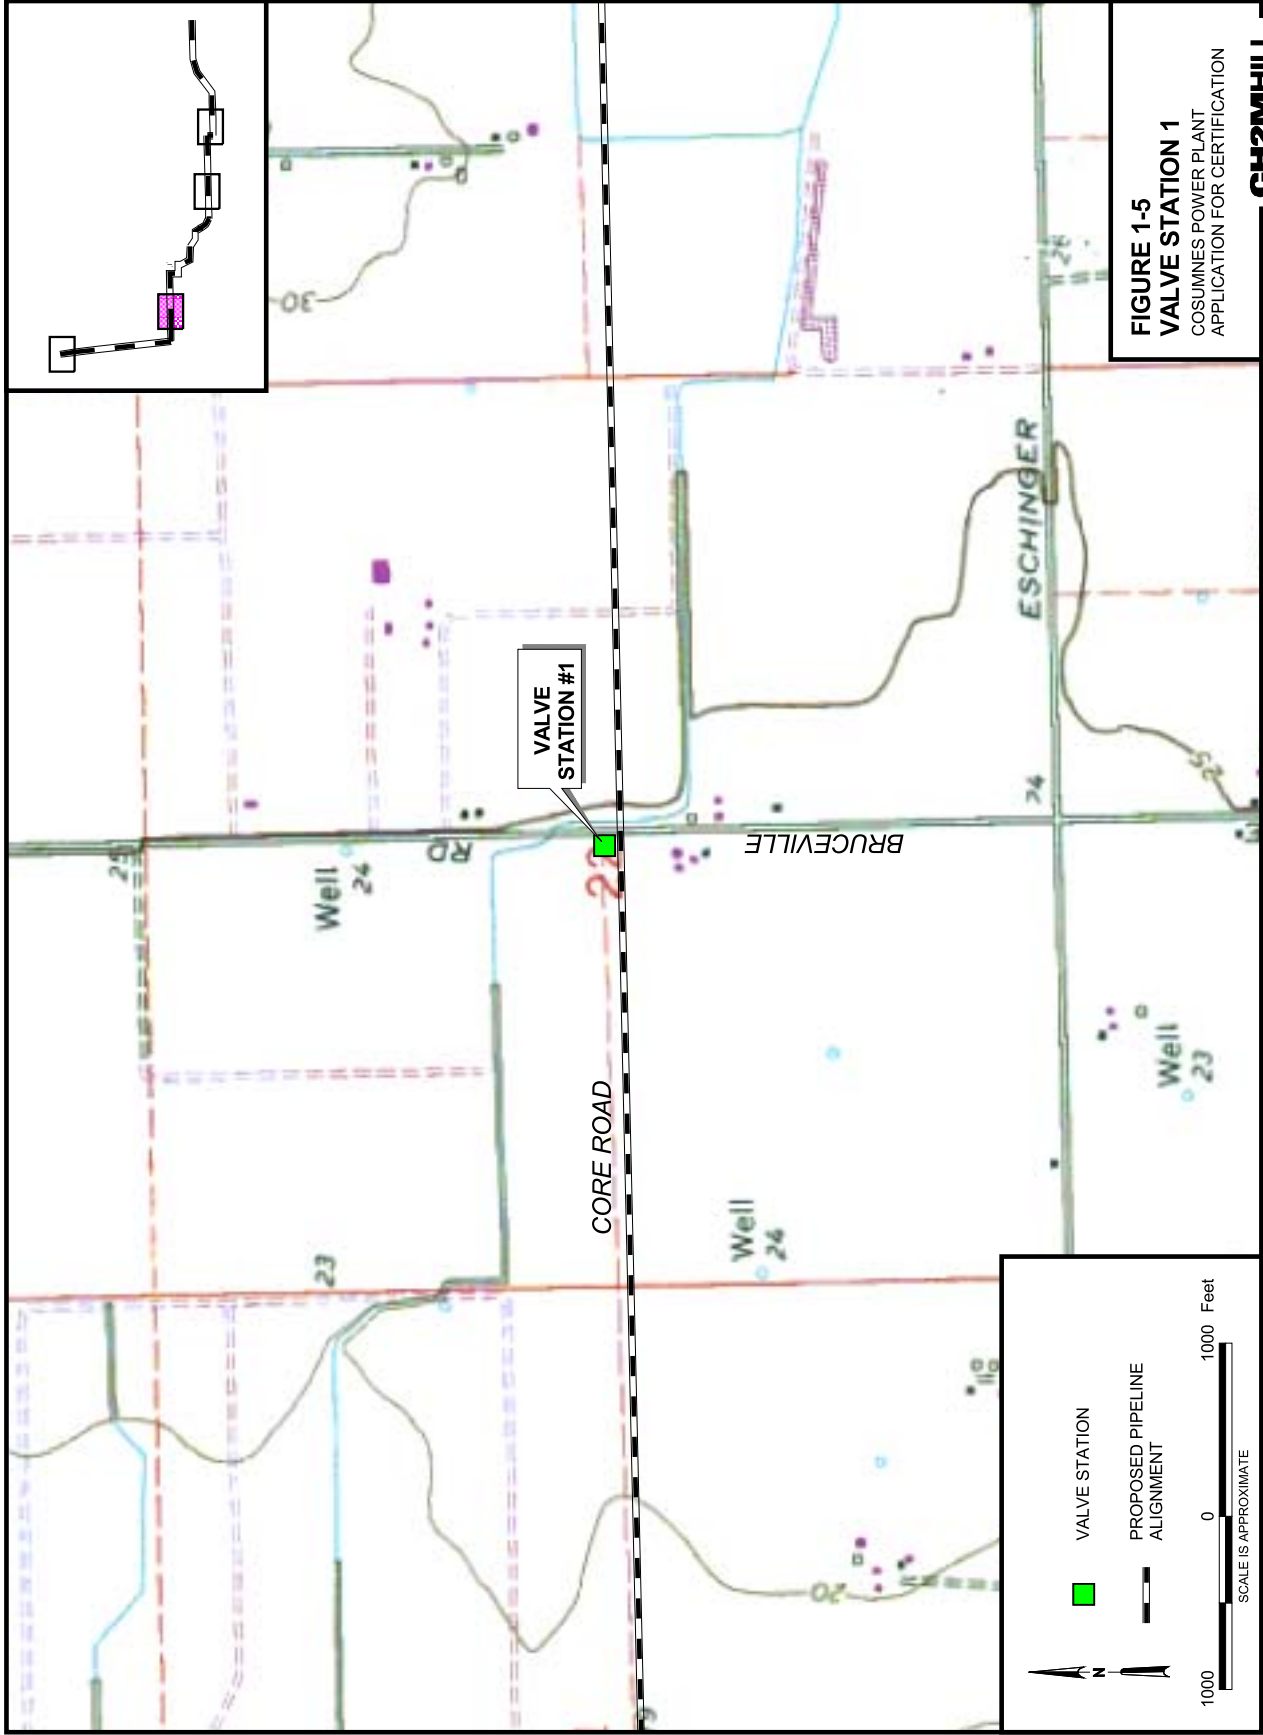 FIGURE 1-5
VALVE STATION 1
COSUMNES POWER PLANT
APPLICATION FOR CERTIFICATION
CH2MHILL
VALVE
STATION #1
CORE ROAD
BRUCEVILLE
RD
ESCHINGER
Well
24
Well
24
Well
23
23
25
24
26
22
30
25
20
VALVE STATION
PROPOSED PIPELINE
ALIGNMENT
N
1000
0
1000 Feet
SCALE IS APPROXIMATE